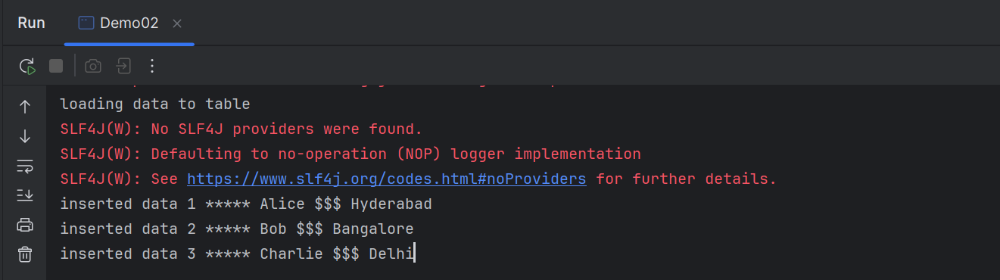 Run Demo02
loading data to table
SLF4J(W): No SLF4J providers were found.
SLF4J(W): Defaulting to no-operation (NOP) logger implementation
SLF4J(W): See https://www.slf4j.org/codes.html#noProviders for further details.
inserted data 1 ***** Alice $$$ Hyderabad
inserted data 2 ***** Bob $$$ Bangalore
inserted data 3 ***** Charlie $$$ Delhi